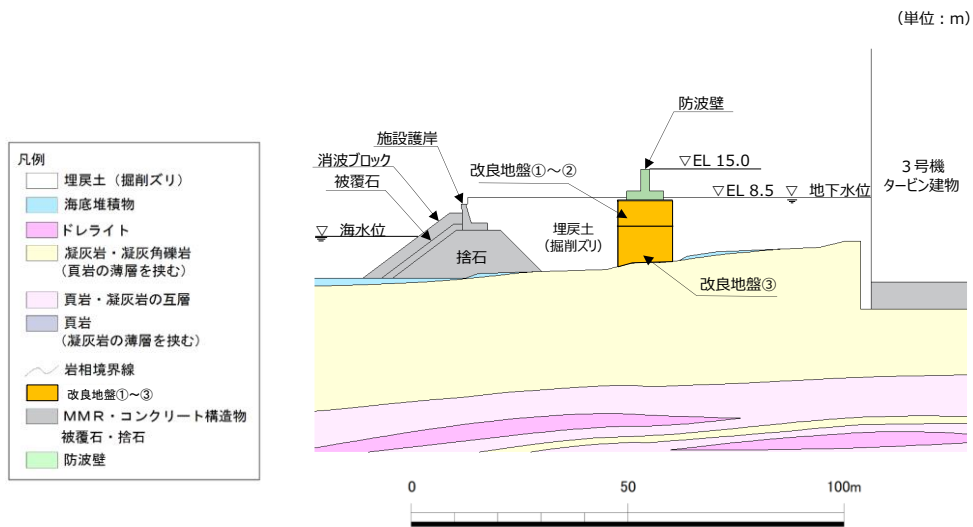 (単位：m)
防波壁
施設護岸
消波ブロック
被覆石
改良地盤①～②
▽EL 15.0
▽EL 8.5
▽ 地下水位
3号機
タービン建物
▽ 海水位
捨石
埋戻土
(掘削ズリ)
改良地盤③
凡例
埋戻土（掘削ズリ）
海底堆積物
ドレライト
凝灰岩・凝灰角礫岩
(頁岩の薄層を挟む)
頁岩・凝灰岩の互層
頁岩
(凝灰岩の薄層を挟む)
岩相境界線
改良地盤①～③
ＭＭＲ・コンクリート構造物
被覆石・捨石
防波壁
0
50
100m